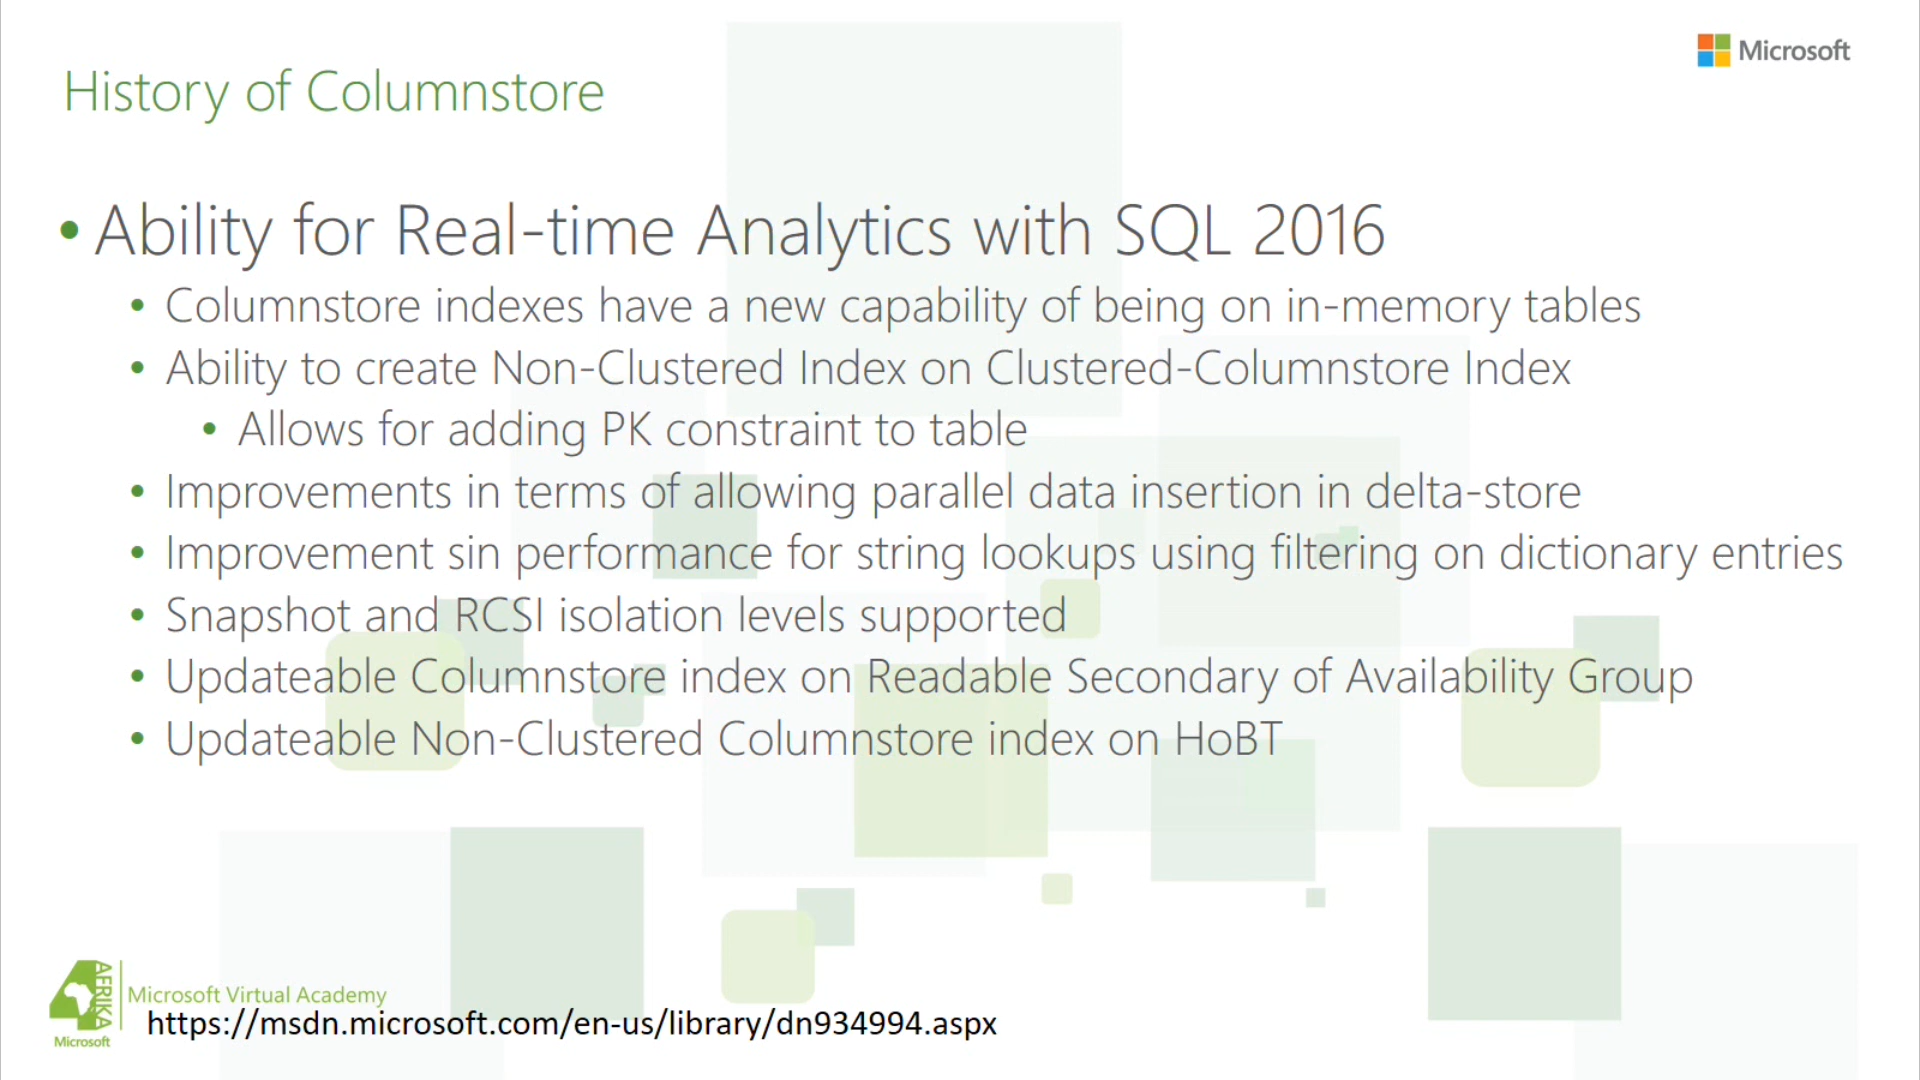 Microsoft
History of Columnstore
• Ability for Real-time Analytics with SQL 2016
• Columnstore indexes have a new capability of being on in-memory tables
• Ability to create Non-Clustered Index on Clustered-Columnstore Index
• Allows for adding PK constraint to table
• Improvements in terms of allowing parallel data insertion in delta-store
• Improvement sin performance for string lookups using filtering on dictionary entries
• Snapshot and RCSI isolation levels supported
• Updateable Columnstore index on Readable Secondary of Availability Group
• Updateable Non-Clustered Columnstore index on HoBT
4AFRIKA
Microsoft
Microsoft Virtual Academy
https://msdn.microsoft.com/en-us/library/dn934994.aspx